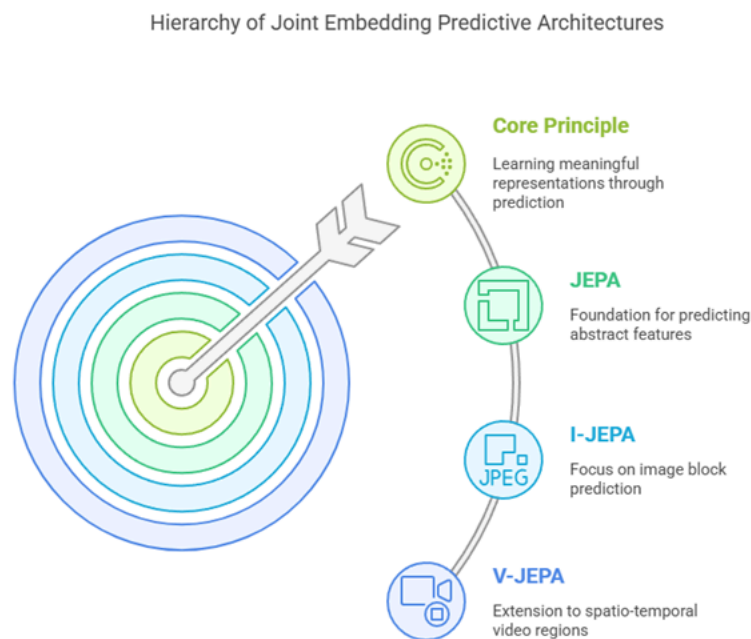 Hierarchy of Joint Embedding Predictive Architectures
Core Principle
Learning meaningful
representations through
prediction
JEPA
Foundation for predicting
abstract features
I-JEPA
JPEG
Focus on image block
prediction
V-JEPA
Extension to spatio-temporal
video regions